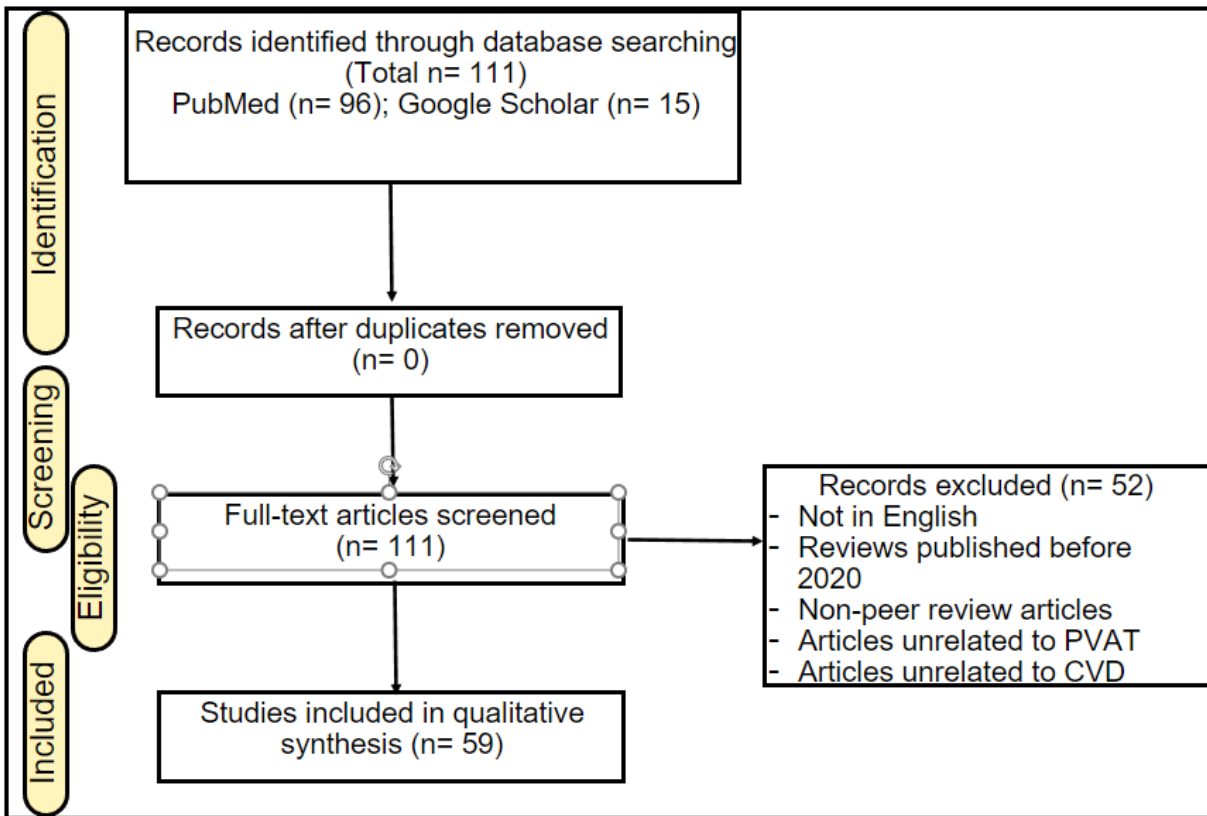 Identification
Records identified through database searching
(Total n= 111)
PubMed (n= 96); Google Scholar (n= 15)
Records after duplicates removed
(n= 0)
Screening
Eligibility
Full-text articles screened
(n= 111)
Records excluded (n= 52)
- Not in English
- Reviews published before
2020
- Non-peer review articles
- Articles unrelated to PVAT
- Articles unrelated to CVD
Included
Studies included in qualitative
synthesis (n= 59)